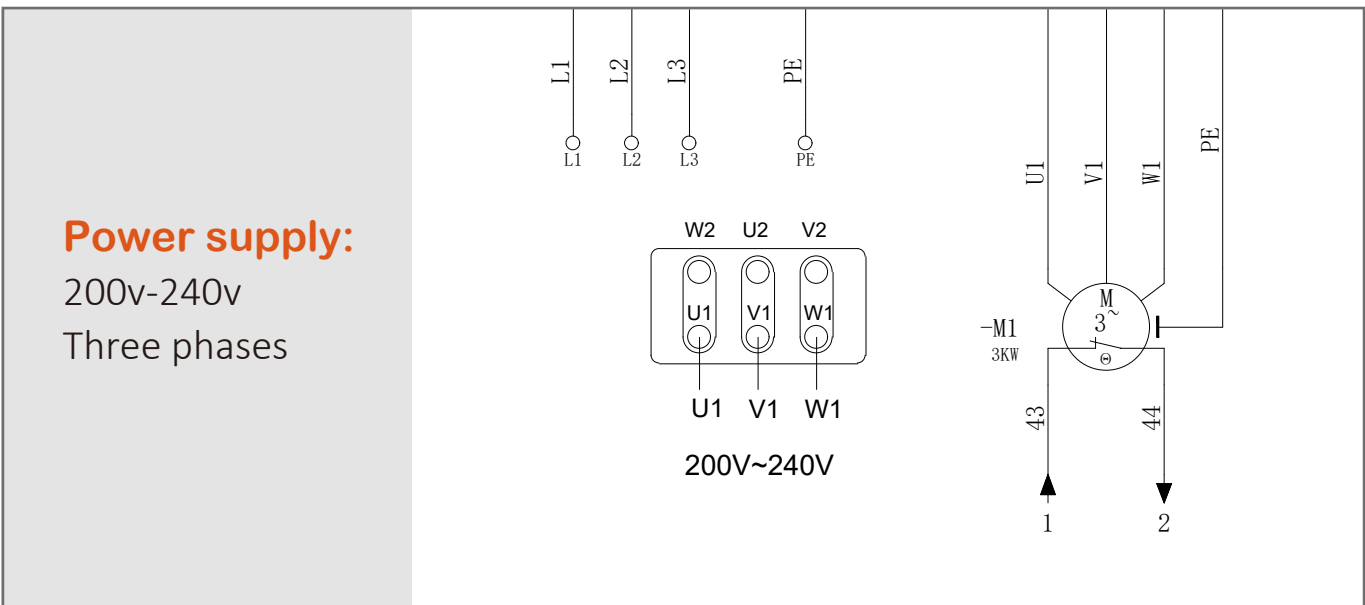 Power supply:
200v-240v
Three phases
L1 L2 L3 PE
L1 L2 L3 PE
W2 U2 V2
U1 V1 W1
U1 V1 W1
200V~240V
U1 V1 W1 PE
M
3~
-M1
3KW
Θ
43 44
1 2